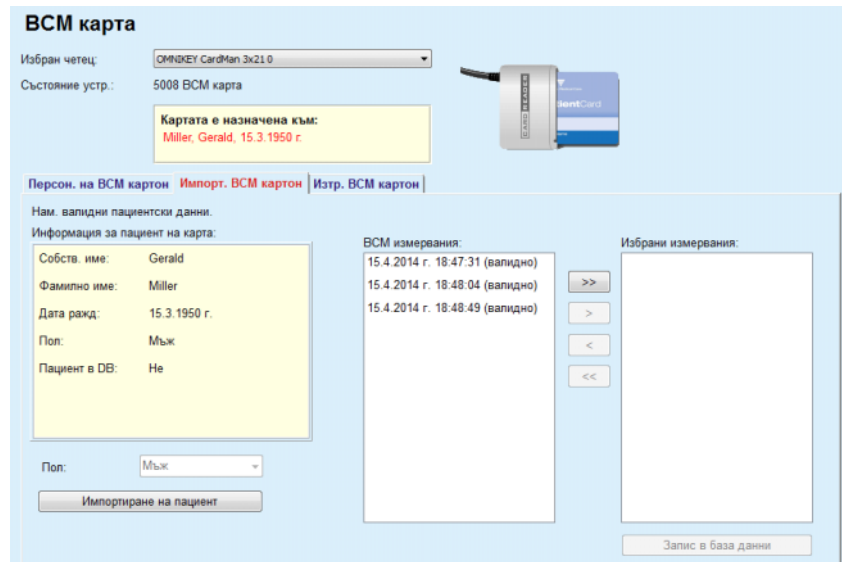 BCM карта
Избран четец:
OMNIKEY CardMan 3x21 0
Състояние устр.:
5008 BCM карта
Картата е назначена към:
Miller, Gerald, 15.3.1950 г.
CARD READER
ientCard
Персон. на BCM картон
Импорт. BCM картон
Изтр. BCM картон
Нам. валидни пациентски данни.
Информация за пациент на карта:
Собств. име: Gerald
Фамилно име: Miller
Дата ражд: 15.3.1950 г.
Пол: Мъж
Пациент в DB: Не
Пол: Мъж
Импортиране на пациент
BCM измервания:
15.4.2014 г. 18:47:31 (валидно)
15.4.2014 г. 18:48:04 (валидно)
15.4.2014 г. 18:48:49 (валидно)
>>
>
<
<<
Избрани измервания:
Запис в база данни